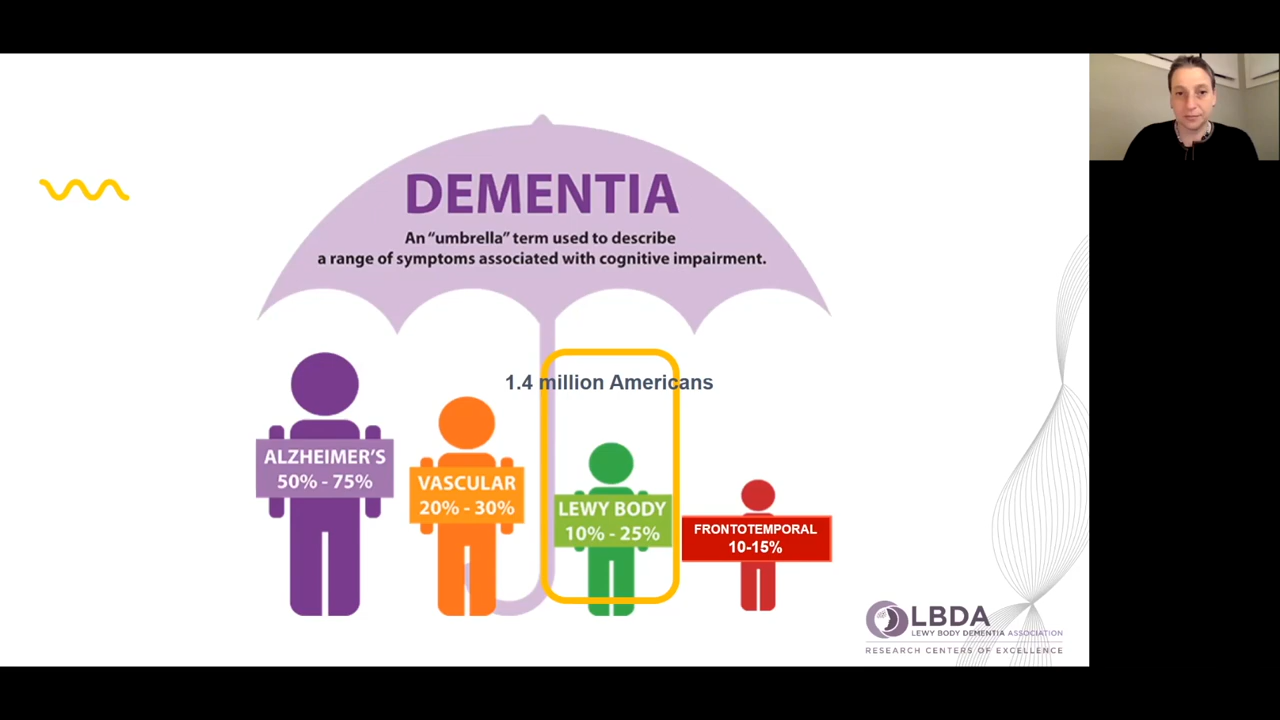 DEMENTIA
An “umbrella” term used to describe
a range of symptoms associated with cognitive impairment.
1.4 million Americans
ALZHEIMER'S
50% - 75%
VASCULAR
20% - 30%
LEWY BODY
10% - 25%
FRONTOTEMPORAL
10-15%
LBDA
LEWY BODY DEMENTIA ASSOCIATION
RESEARCH CENTERS OF EXCELLENCE